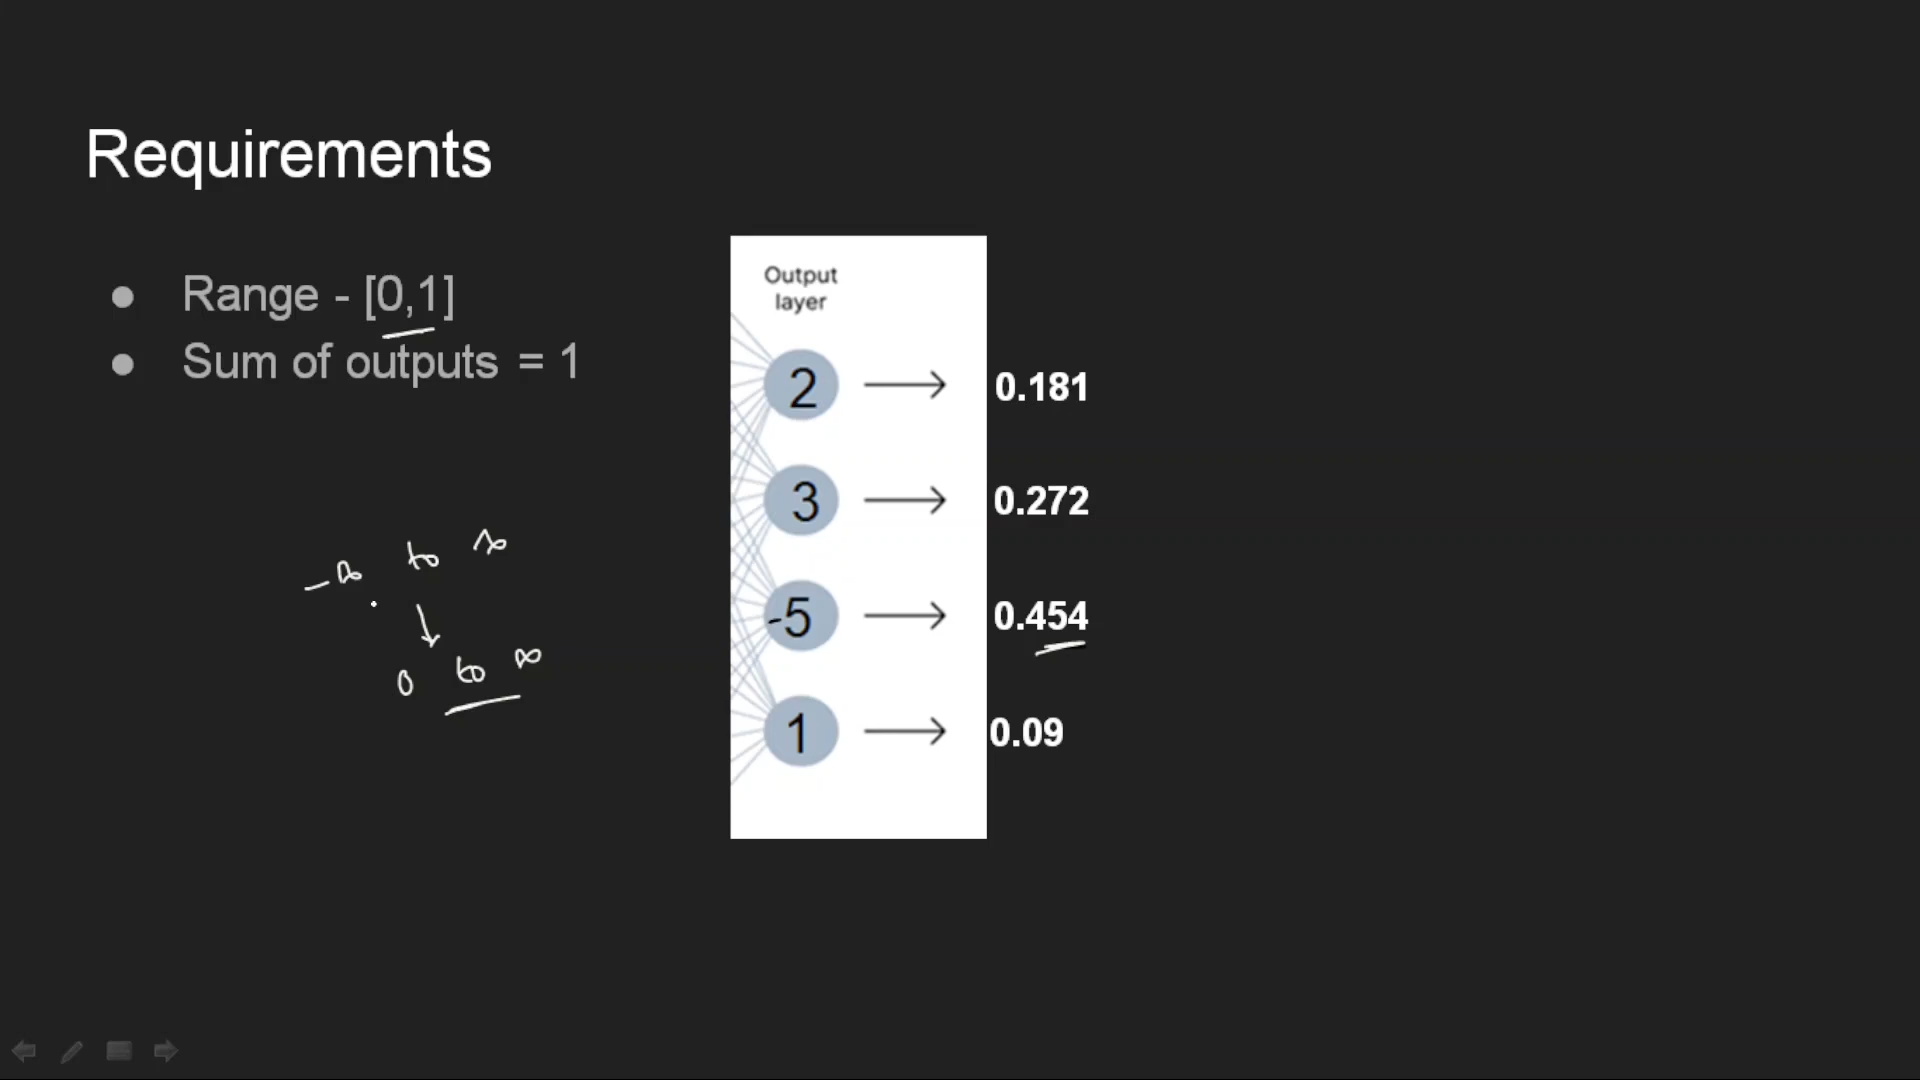 Requirements
● Range - [0,1]
● Sum of outputs = 1
-∞ to ∞
↓
0 to ∞
Output
layer
2 → 0.181
3 → 0.272
-5 → 0.454
1 → 0.09